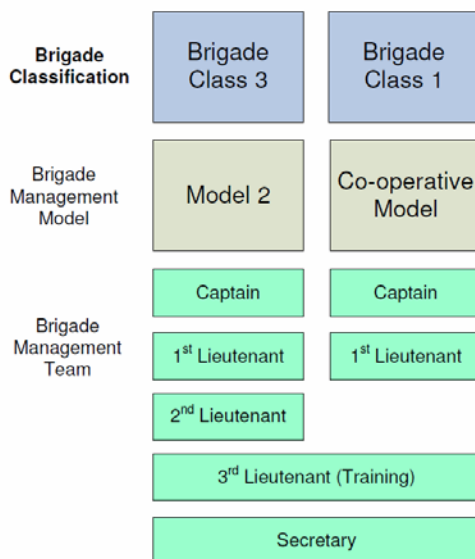 Brigade
Classification
Brigade
Class 3
Brigade
Class 1
Brigade
Management
Model
Model 2
Co-operative
Model
Brigade
Management
Team
Captain
Captain
1st Lieutenant
1st Lieutenant
2nd Lieutenant
3rd Lieutenant (Training)
Secretary